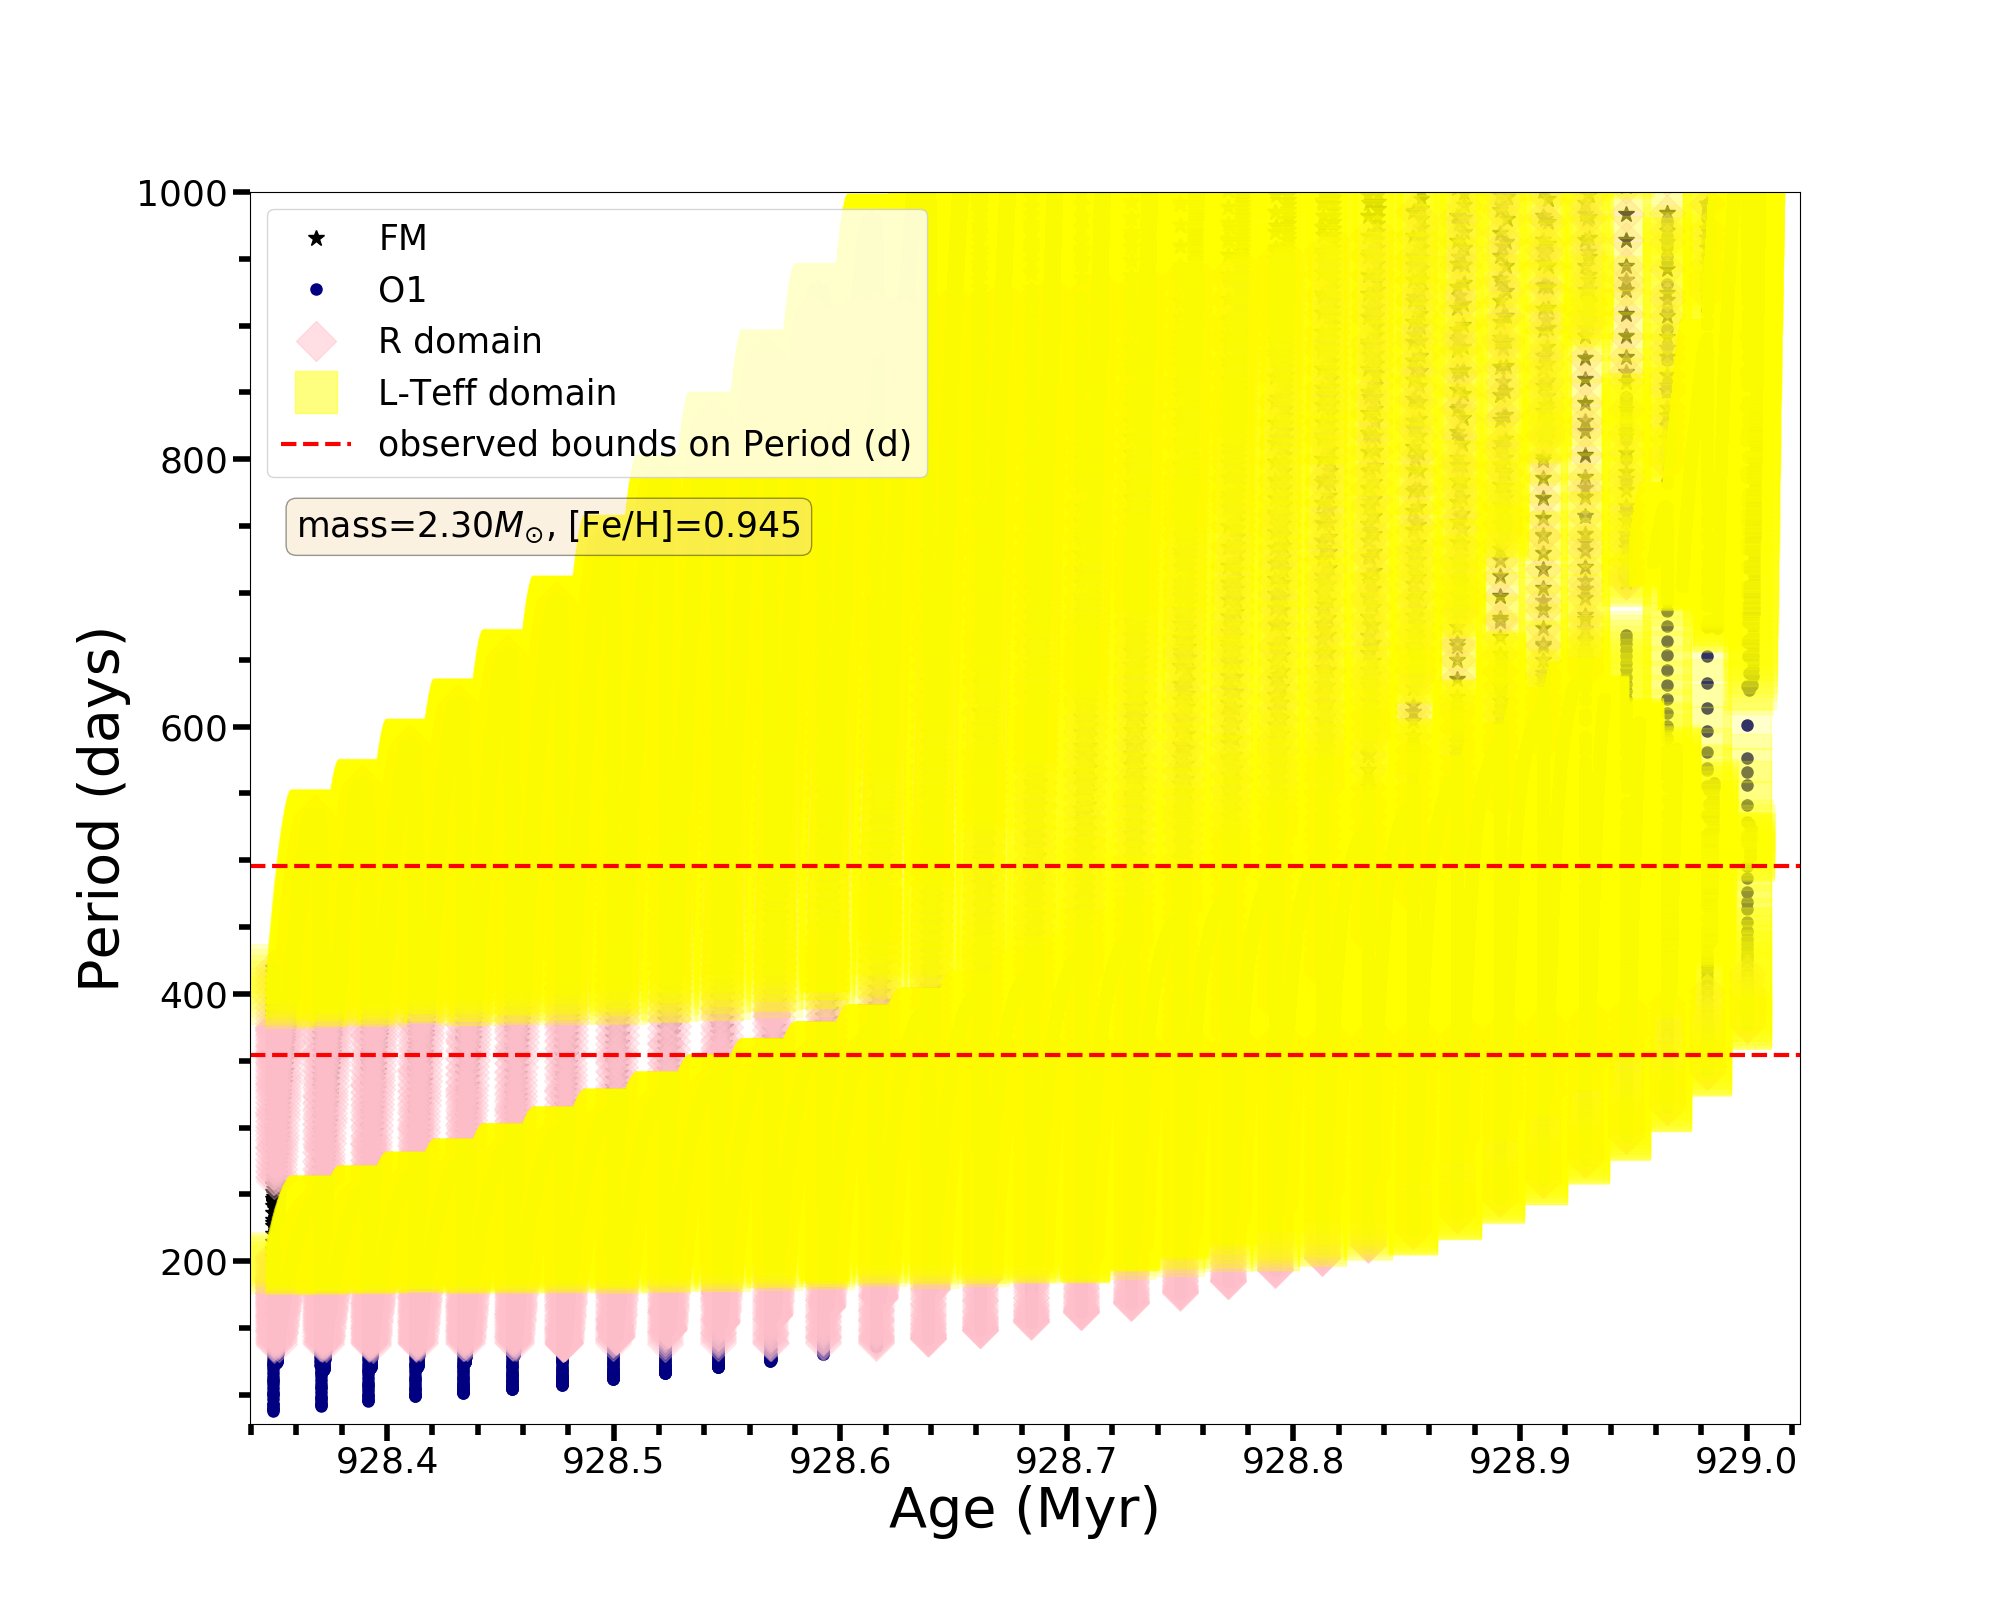 FM
O1
R domain
L-Teff domain
observed bounds on Period (d)
mass=2.30M⊙, [Fe/H]=0.945
1000
800
600
400
200
Period (days)
928.4 928.5 928.6 928.7 928.8 928.9 929.0
Age (Myr)